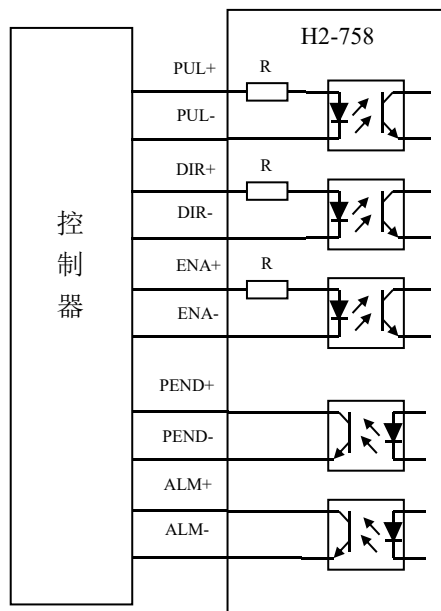 H2-758
PUL+
R
PUL-
DIR+
R
DIR-
控
制
器
ENA+
R
ENA-
PEND+
PEND-
ALM+
ALM-